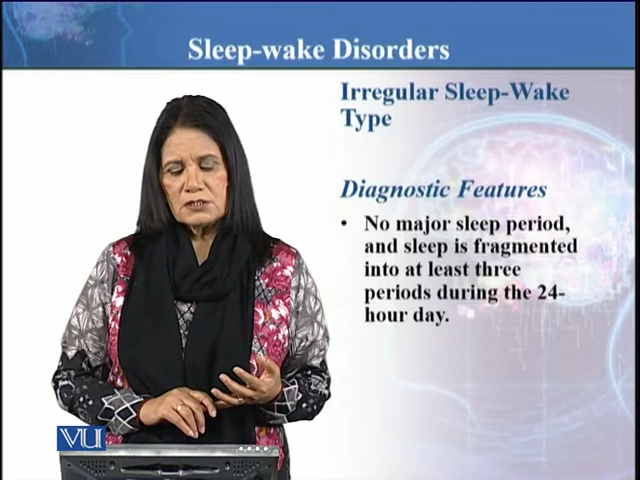 Sleep-wake Disorders
Irregular Sleep-Wake
Type
Diagnostic Features
• No major sleep period,
and sleep is fragmented
into at least three
periods during the 24-
hour day.
VU